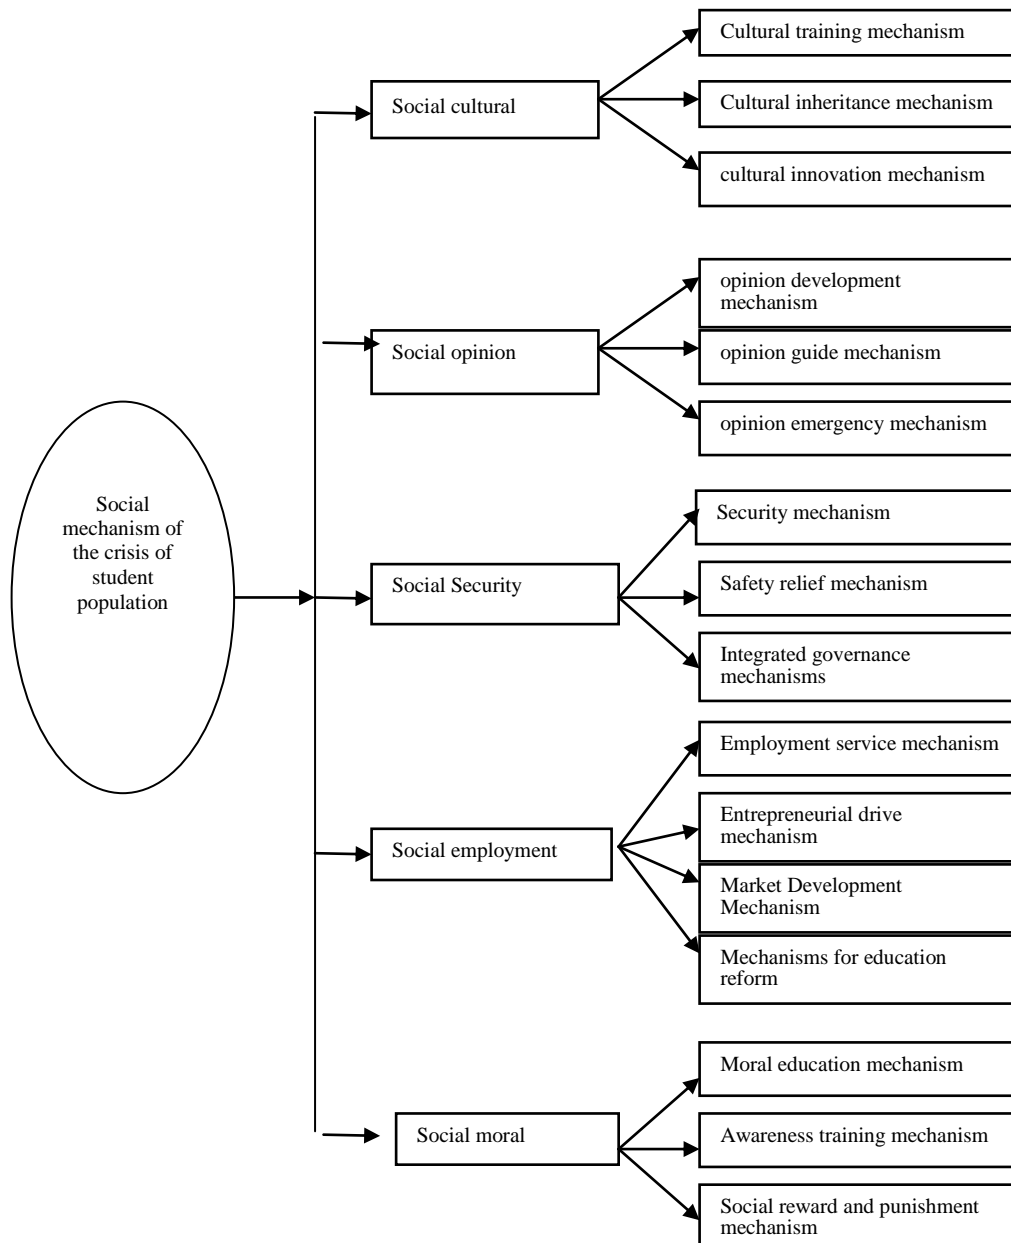 Social
mechanism of
the crisis of
student
population
Social cultural
Cultural training mechanism
Cultural inheritance mechanism
cultural innovation mechanism
Social opinion
opinion development
mechanism
opinion guide mechanism
opinion emergency mechanism
Social Security
Security mechanism
Safety relief mechanism
Integrated governance
mechanisms
Social employment
Employment service mechanism
Entrepreneurial drive
mechanism
Market Development
Mechanism
Mechanisms for education
reform
Social moral
Moral education mechanism
Awareness training mechanism
Social reward and punishment
mechanism